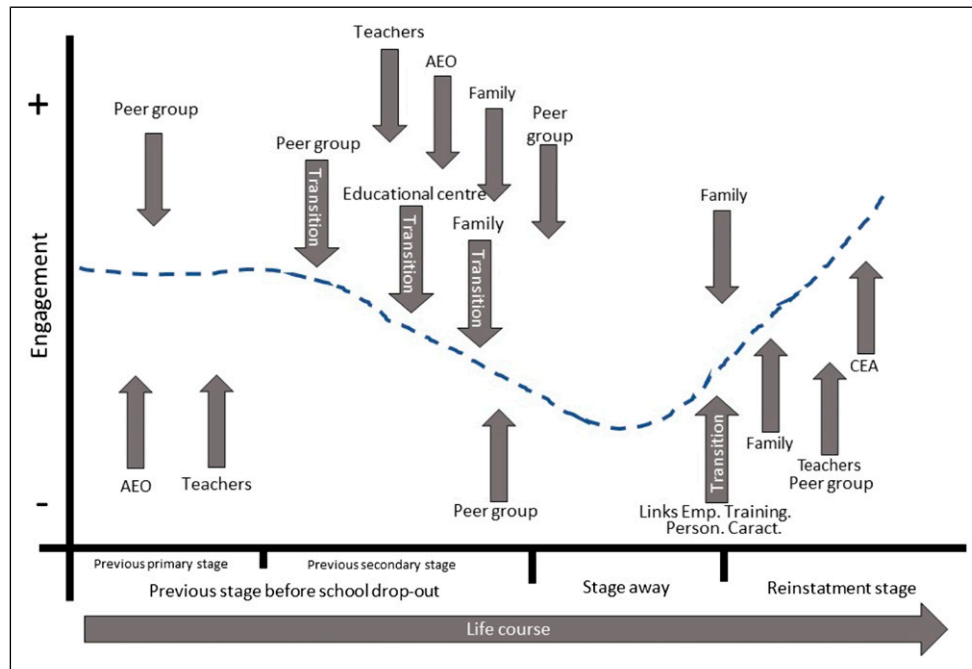 Teachers
AEO
+
Family
Peer group
Peer
group
Peer group
Transition
Educational centre
Transition
Family
Transition
Family
Engagement
CEA
AEO
Teachers
Family
Transition
Teachers
Peer group
-
Peer group
Links Emp. Training.
Person. Caract.
Previous primary stage
Previous secondary stage
Previous stage before school drop-out
Stage away
Reinstatment stage
Life course